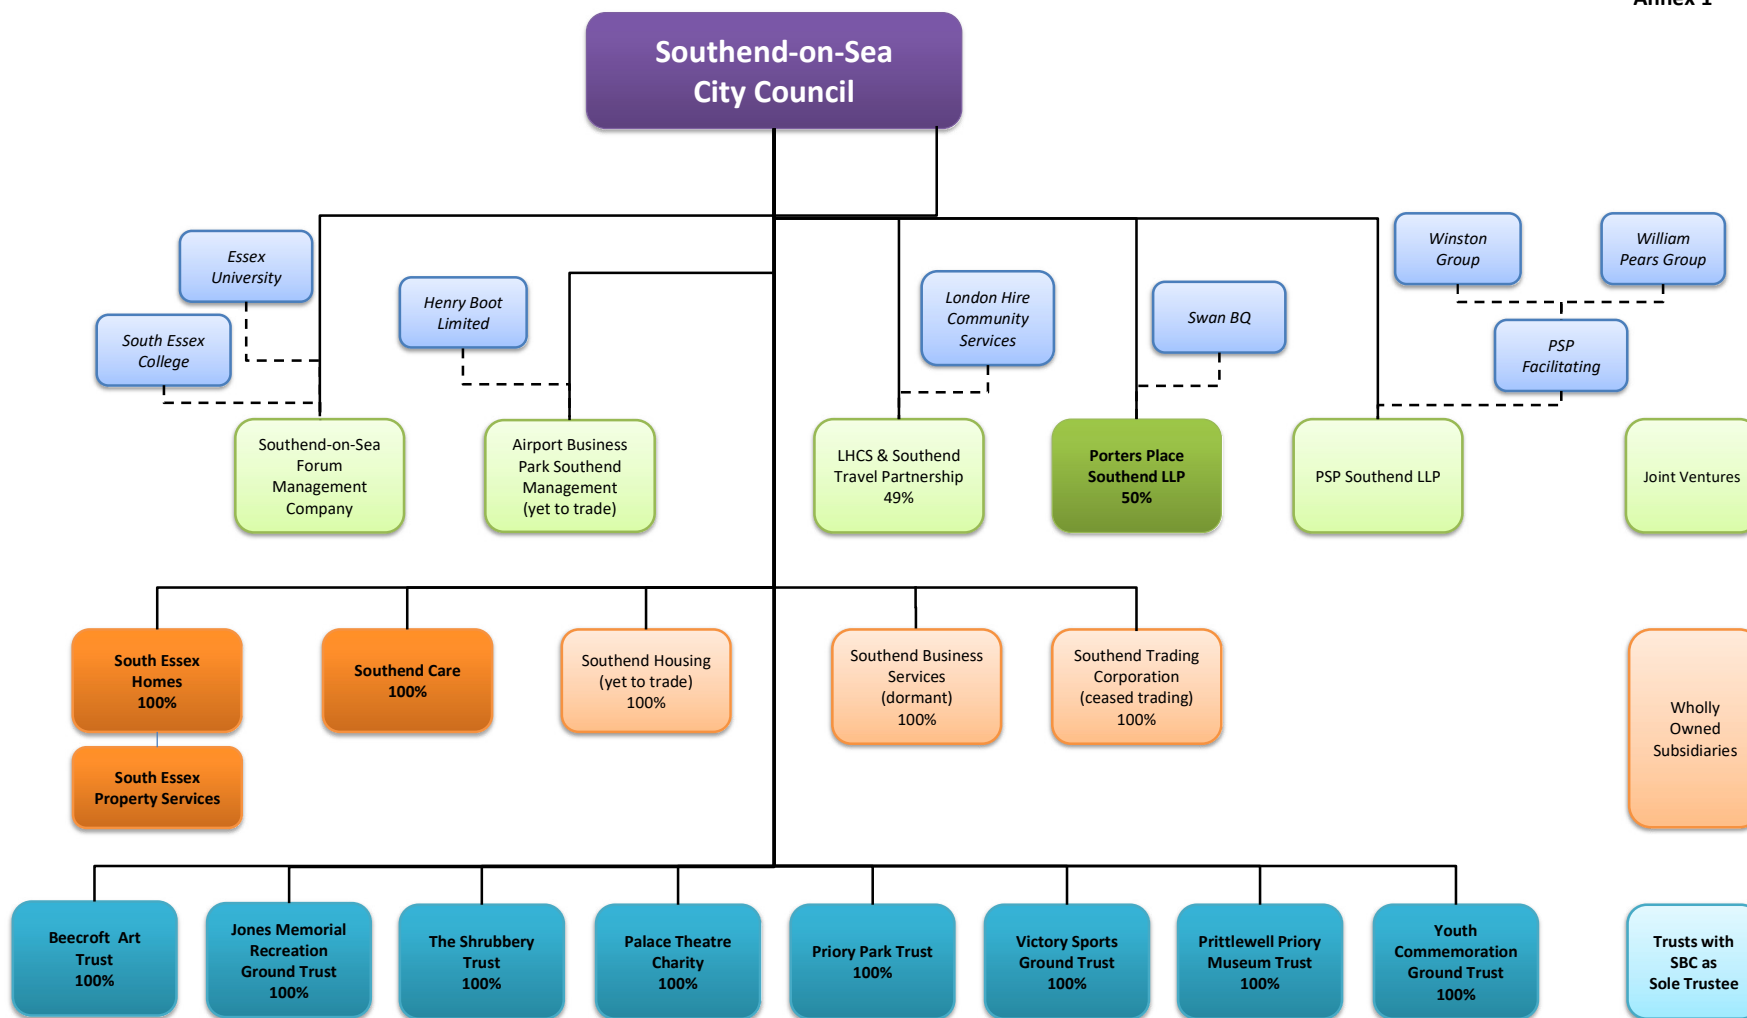 Annex 1
Southend-on-Sea
City Council
Essex
University
South Essex
College
Henry Boot
Limited
London Hire
Community
Services
Swan BQ
Winston
Group
William
Pears Group
PSP
Facilitating
Southend-on-Sea
Forum
Management
Company
Airport Business
Park Southend
Management
(yet to trade)
LHCS & Southend
Travel Partnership
49%
Porters Place
Southend LLP
50%
PSP Southend LLP
Joint Ventures
South Essex
Homes
100%
Southend Care
100%
Southend Housing
(yet to trade)
100%
Southend Business
Services
(dormant)
100%
Southend Trading
Corporation
(ceased trading)
100%
Wholly
Owned
Subsidiaries
South Essex
Property Services
Beecroft Art
Trust
100%
Jones Memorial
Recreation
Ground Trust
100%
The Shrubbery
Trust
100%
Palace Theatre
Charity
100%
Priory Park Trust
100%
Victory Sports
Ground Trust
100%
Prittlewell Priory
Museum Trust
100%
Youth
Commemoration
Ground Trust
100%
Trusts with
SBC as
Sole Trustee